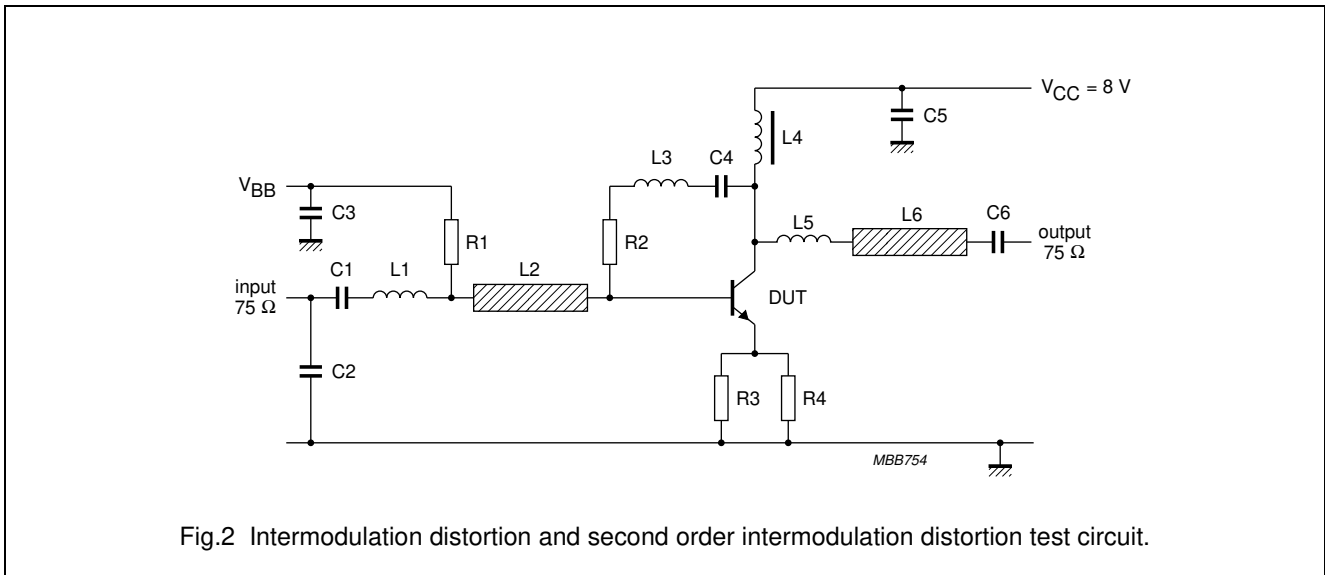 V_CC = 8 V
C5
L4
L3
C4
V_BB
C3
R1
R2
L5
L6
C6
output
75 Ω
C1
L1
L2
input
75 Ω
DUT
C2
R3
R4
MBB754
Fig.2 Intermodulation distortion and second order intermodulation distortion test circuit.